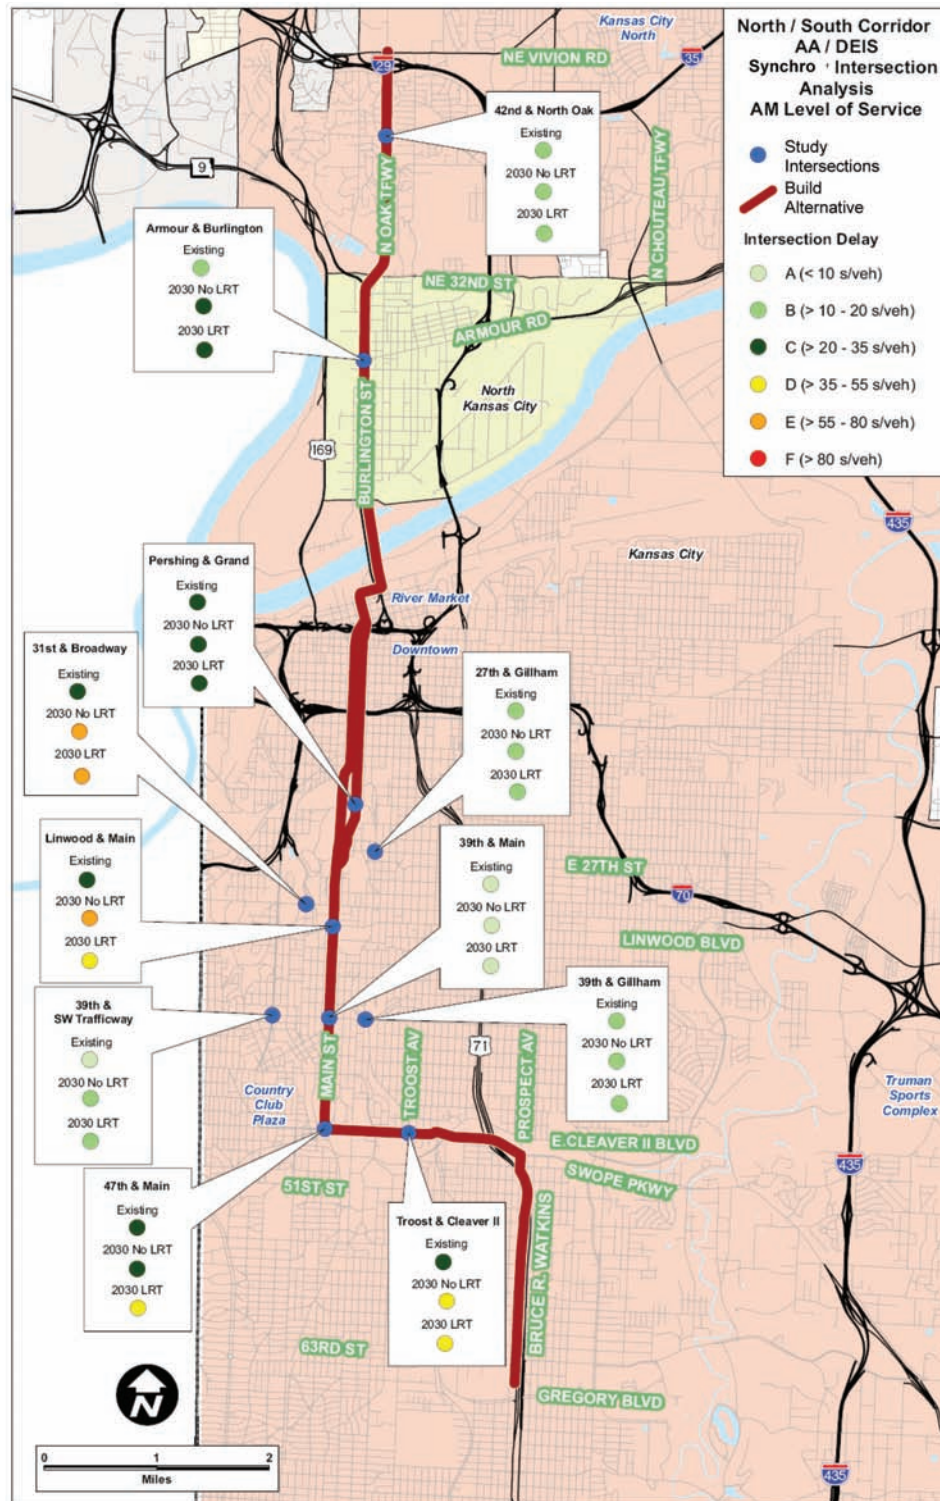 North / South Corridor
AA / DEIS
Synchro ' Intersection
Analysis
AM Level of Service
Study
Intersections
Build
Alternative
Intersection Delay
A (< 10 s/veh)
B (> 10 - 20 s/veh)
C (> 20 - 35 s/veh)
D (> 35 - 55 s/veh)
E (> 55 - 80 s/veh)
F (> 80 s/veh)
Kansas City
North
NE VIVION RD
29
35
9
N OAK TFWY
N CHOUTEAU TFWY
42nd & North Oak
Existing
2030 No LRT
2030 LRT
Armour & Burlington
Existing
2030 No LRT
2030 LRT
NE 32ND ST
ARMOUR RD
North
Kansas City
BURLINGTON ST
169
435
Kansas City
Pershing & Grand
Existing
2030 No LRT
2030 LRT
River Market
Downtown
31st & Broadway
Existing
2030 No LRT
2030 LRT
27th & Gillham
Existing
2030 No LRT
2030 LRT
Linwood & Main
Existing
2030 No LRT
2030 LRT
39th & Main
Existing
2030 No LRT
2030 LRT
E 27TH ST
70
LINWOOD BLVD
39th &
SW Trafficway
Existing
2030 No LRT
2030 LRT
39th & Gillham
Existing
2030 No LRT
2030 LRT
MAIN ST
TROOST AV
71
PROSPECT AV
Country
Club
Plaza
Truman
Sports
Complex
E.CLEAVER II BLVD
SWOPE PKWY
435
51ST ST
47th & Main
Existing
2030 No LRT
2030 LRT
Troost & Cleaver II
Existing
2030 No LRT
2030 LRT
BRUCE R. WATKINS
63RD ST
GREGORY BLVD
N
0 1 2
Miles
435